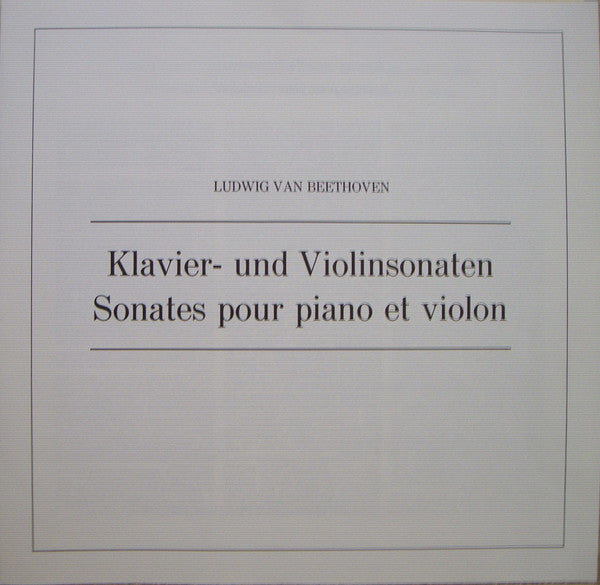 LUDWIG VAN BEETHOVEN
Klavier- und Violinsonaten
Sonates pour piano et violon